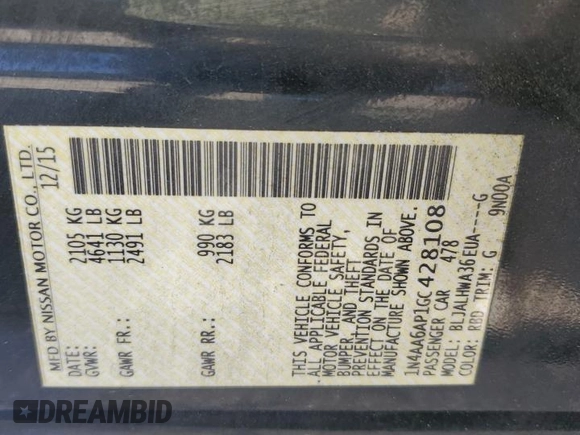 MFD BY NISSAN MOTOR CO., LTD.
DATE: 12/15
GVWR: 2105 KG
4641 LB
GAWR FR: 1130 KG
2491 LB
GAWR RR: 990 KG
2183 LB
THIS VEHICLE CONFORMS TO
ALL APPLICABLE FEDERAL
MOTOR VEHICLE SAFETY,
BUMPER, AND THEFT
PREVENTION STANDARDS IN
EFFECT ON THE DATE OF
MANUFACTURE SHOWN ABOVE.
1N4AA6AP1GC428108
PASSENGER CAR 478
MODEL: BLJALHWA36EUA----G
COLOR: RBD TRIM: G 9N00A
DREAMBID